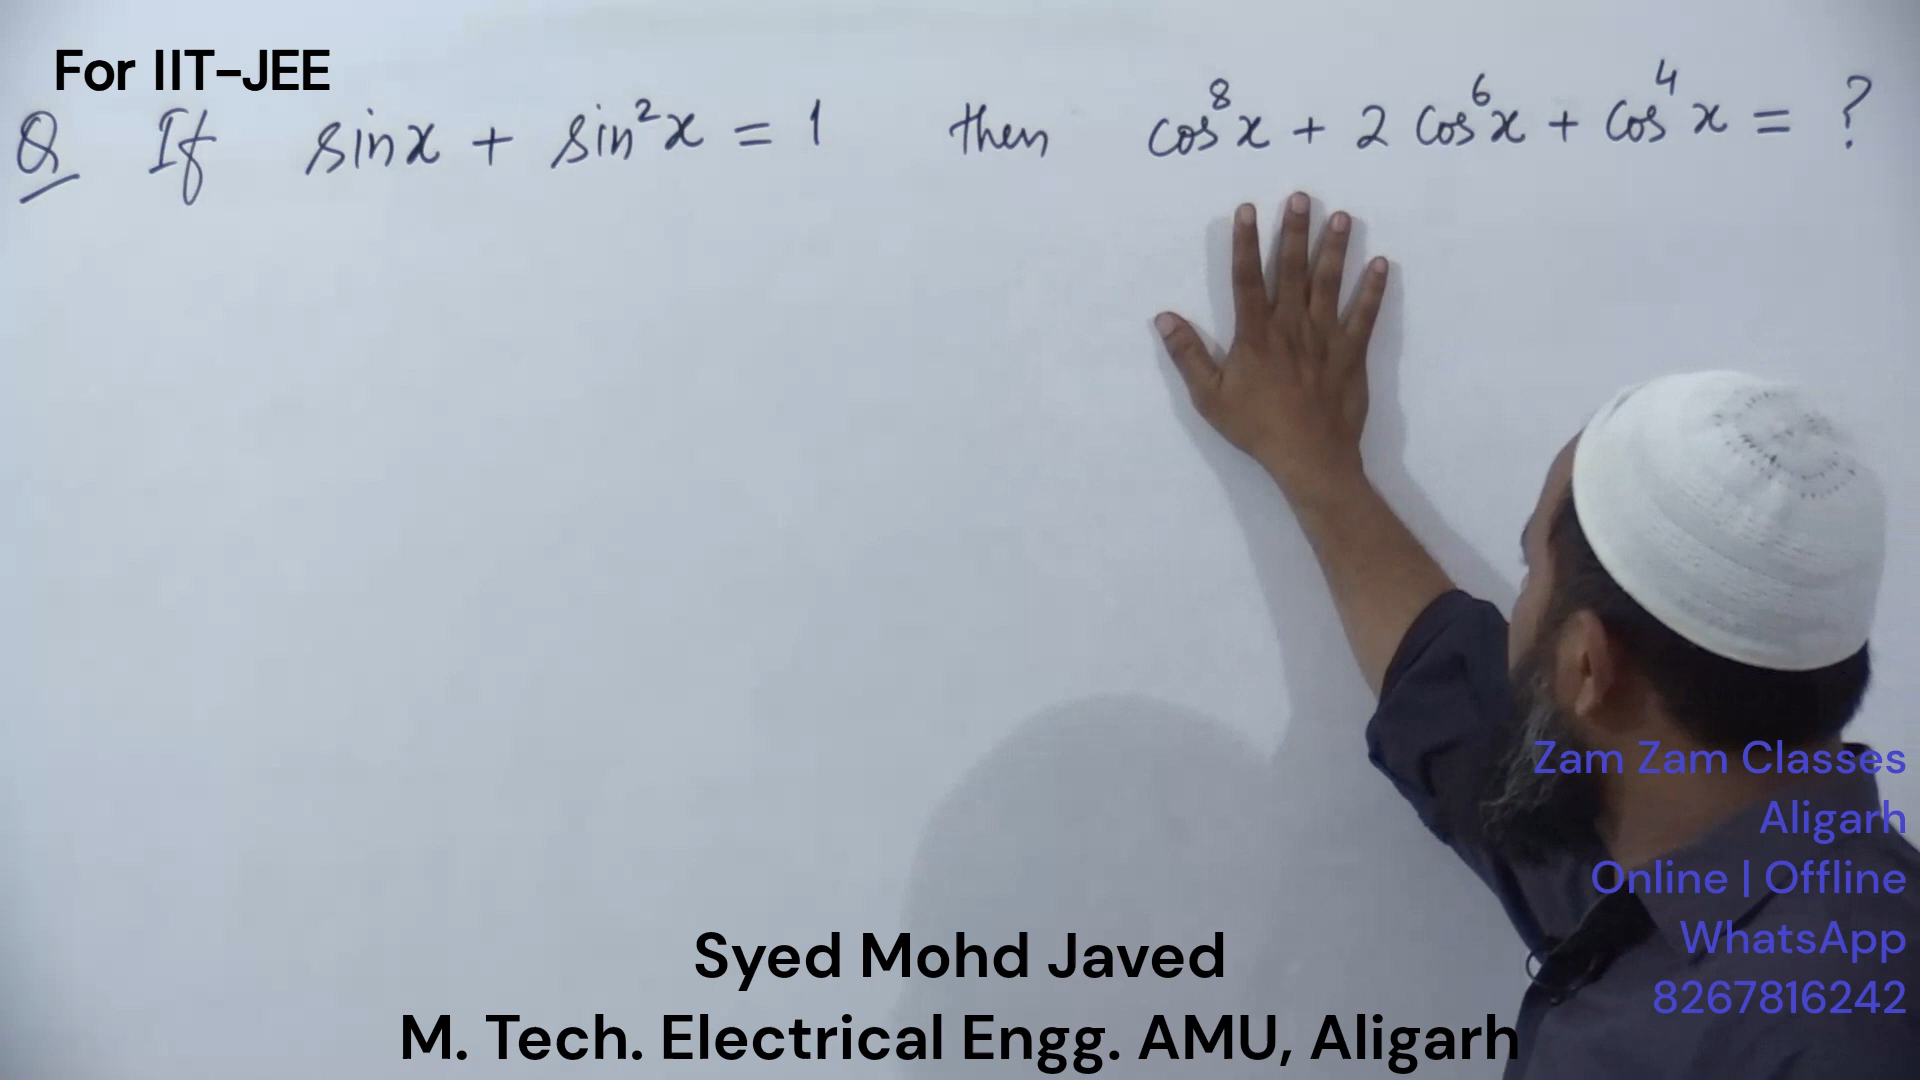 For IIT-JEE
Q If sinx + sin²x = 1 then cos⁸x + 2 cos⁶x + cos⁴x = ?
Zam Zam Classes
Aligarh
Online | Offline
WhatsApp
8267816242
Syed Mohd Javed
M. Tech. Electrical Engg. AMU, Aligarh